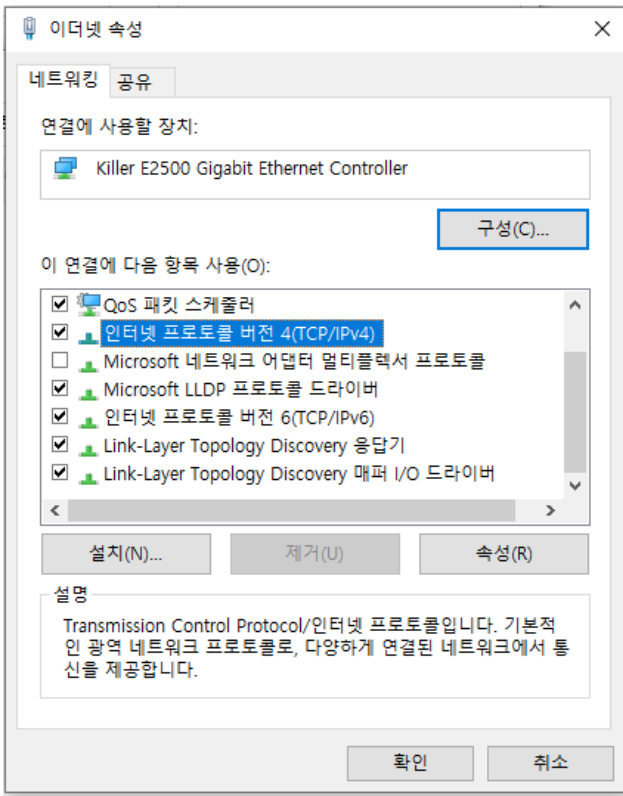 이더넷 속성
네트워킹
공유
연결에 사용할 장치:
Killer E2500 Gigabit Ethernet Controller
구성(C)...
이 연결에 다음 항목 사용(O):
QoS 패킷 스케줄러
인터넷 프로토콜 버전 4(TCP/IPv4)
Microsoft 네트워크 어댑터 멀티플렉서 프로토콜
Microsoft LLDP 프로토콜 드라이버
인터넷 프로토콜 버전 6(TCP/IPv6)
Link-Layer Topology Discovery 응답기
Link-Layer Topology Discovery 매퍼 I/O 드라이버
설치(N)...
제거(U)
속성(R)
설명
Transmission Control Protocol/인터넷 프로토콜입니다. 기본적
인 광역 네트워크 프로토콜로, 다양하게 연결된 네트워크에서 통
신을 제공합니다.
확인
취소